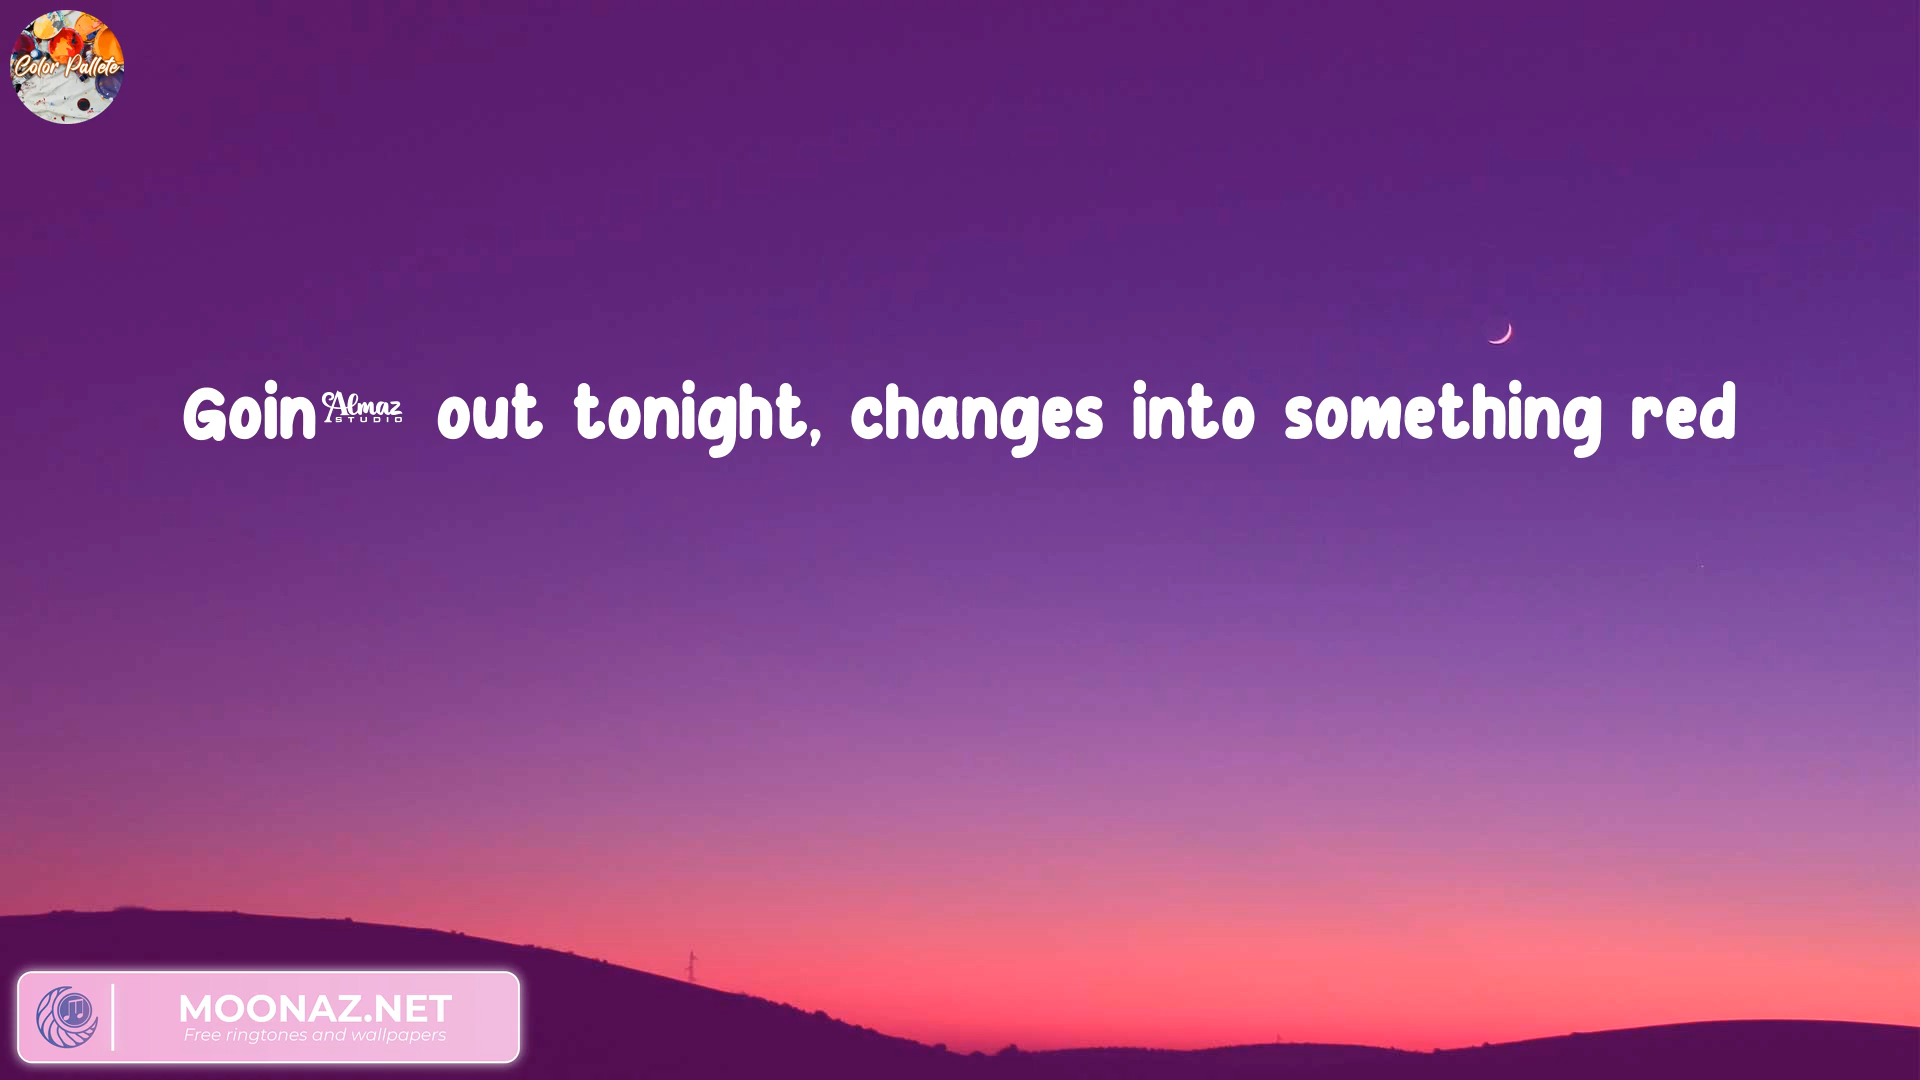 Color Pallete
Goin Almaz STUDIO out tonight, changes into something red
MOONAZ.NET
Free ringtones and wallpapers